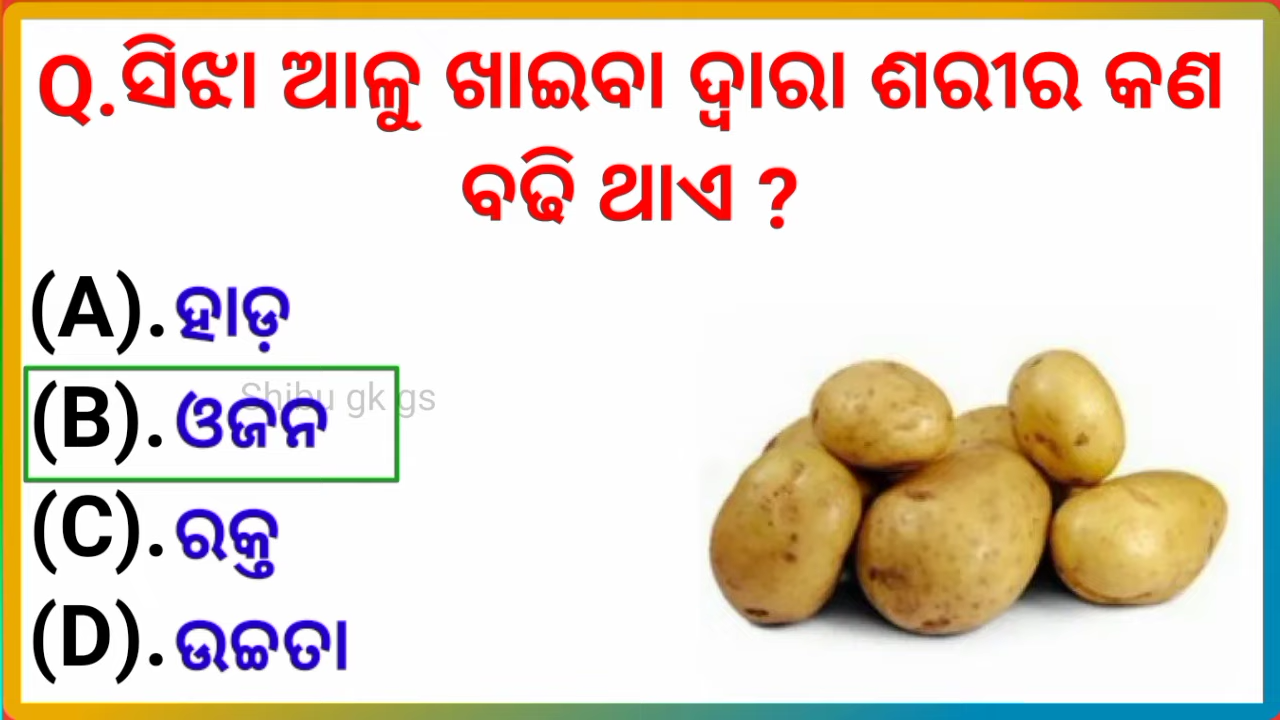 Q.ସିଝା ଆଳୁ ଖାଇବା ଦ୍ୱାରା ଶରୀର କଣ
ବଢି ଥାଏ ?
(A).ହାଡ଼
(B).ଓଜନ
Shibu gk gs
(C).ରକ୍ତ
(D).ଉଚ୍ଚତା